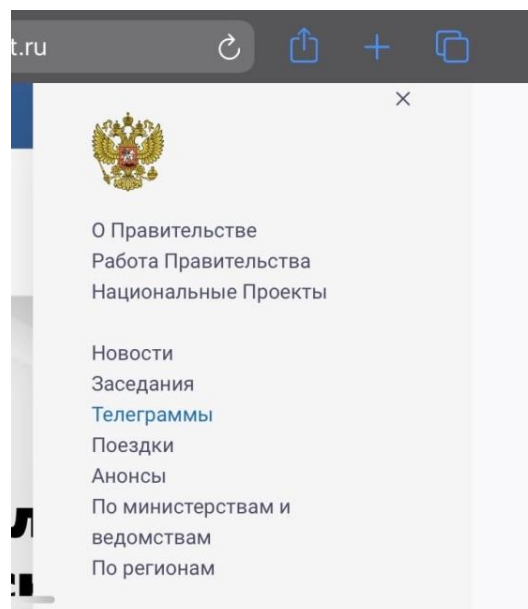 t.ru
О Правительстве
Работа Правительства
Национальные Проекты
Новости
Заседания
Телеграммы
Поездки
Анонсы
По министерствам и
ведомствам
По регионам